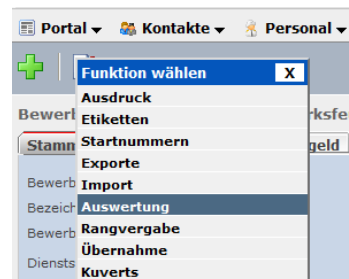 Portal Kontakte Personal
Funktion wählen X
Ausdruck
Bewer Etiketten rksfe
Startnummern
Stamm geld
Exporte
Bewerb Import
Bezeich Auswertung
Bewerb Rangvergabe
Übernahme
Diensts
Kuverts